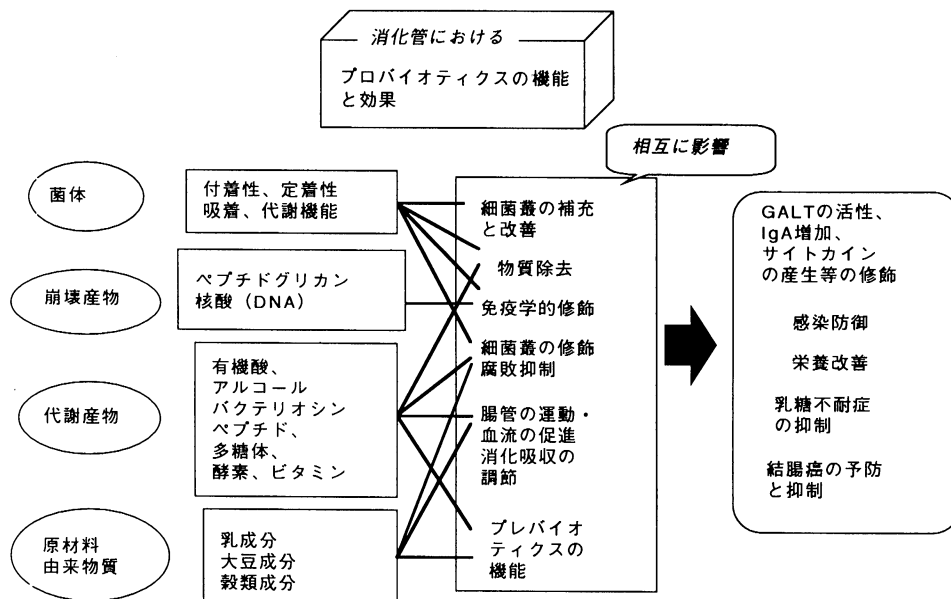 消化管における
プロバイオティクスの機能
と効果
相互に影響
菌体
付着性、定着性
吸着、代謝機能
崩壊産物
ペプチドグリカン
核酸（DNA）
代謝産物
有機酸、
アルコール
バクテリオシン
ペプチド、
多糖体、
酵素、ビタミン
原材料
由来物質
乳成分
大豆成分
穀類成分
細菌叢の補充
と改善
物質除去
免疫学的修飾
細菌叢の修飾
腐敗抑制
腸管の運動・
血流の促進
消化吸収の
調節
プレバイオ
ティクスの
機能
GALTの活性、
IgA増加、
サイトカイン
の産生等の修飾
感染防御
栄養改善
乳糖不耐症
の抑制
結腸癌の予防
と抑制